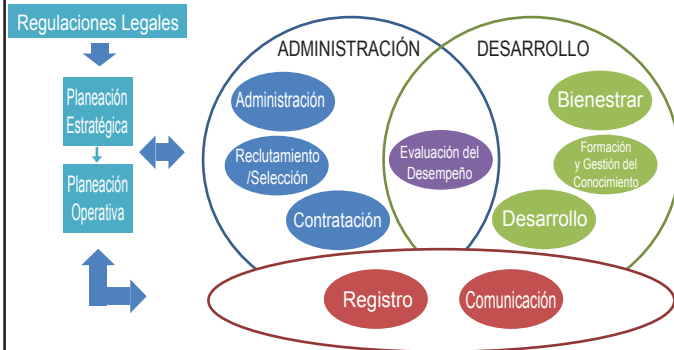 Regulaciones Legales
Planeación
Estratégica
Planeación
Operativa
ADMINISTRACIÓN
DESARROLLO
Administración
Reclutamiento
/Selección
Contratación
Evaluación del
Desempeño
Bienestrar
Formación
y Gestión del
Conocimiento
Desarrollo
Registro
Comunicación